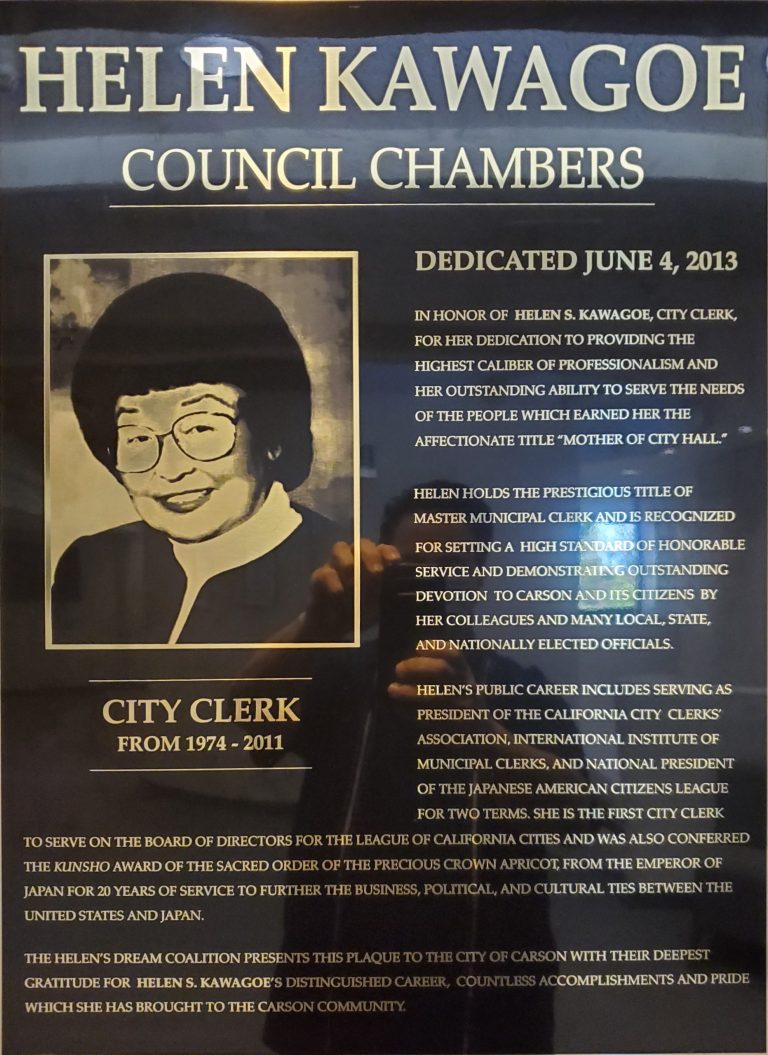 HELEN KAWAGOE
COUNCIL CHAMBERS
DEDICATED JUNE 4, 2013
IN HONOR OF HELEN S. KAWAGOE, CITY CLERK,
FOR HER DEDICATION TO PROVIDING THE
HIGHEST CALIBER OF PROFESSIONALISM AND
HER OUTSTANDING ABILITY TO SERVE THE NEEDS
OF THE PEOPLE WHICH EARNED HER THE
AFFECTIONATE TITLE “MOTHER OF CITY HALL.”
HELEN HOLDS THE PRESTIGIOUS TITLE OF
MASTER MUNICIPAL CLERK AND IS RECOGNIZED
FOR SETTING A HIGH STANDARD OF HONORABLE
SERVICE AND DEMONSTRATING OUTSTANDING
DEVOTION TO CARSON AND ITS CITIZENS BY
HER COLLEAGUES AND MANY LOCAL, STATE,
AND NATIONALLY ELECTED OFFICIALS.
CITY CLERK
FROM 1974 - 2011
HELEN’S PUBLIC CAREER INCLUDES SERVING AS
PRESIDENT OF THE CALIFORNIA CITY CLERKS’
ASSOCIATION, INTERNATIONAL INSTITUTE OF
MUNICIPAL CLERKS, AND NATIONAL PRESIDENT
OF THE JAPANESE AMERICAN CITIZENS LEAGUE
FOR TWO TERMS. SHE IS THE FIRST CITY CLERK
TO SERVE ON THE BOARD OF DIRECTORS FOR THE LEAGUE OF CALIFORNIA CITIES AND WAS ALSO CONFERRED
THE KUNSHO AWARD OF THE SACRED ORDER OF THE PRECIOUS CROWN APRICOT, FROM THE EMPEROR OF
JAPAN FOR 20 YEARS OF SERVICE TO FURTHER THE BUSINESS, POLITICAL, AND CULTURAL TIES BETWEEN THE
UNITED STATES AND JAPAN.
THE HELEN’S DREAM COALITION PRESENTS THIS PLAQUE TO THE CITY OF CARSON WITH THEIR DEEPEST
GRATITUDE FOR HELEN S. KAWAGOE’S DISTINGUISHED CAREER, COUNTLESS ACCOMPLISHMENTS AND PRIDE
WHICH SHE HAS BROUGHT TO THE CARSON COMMUNITY.